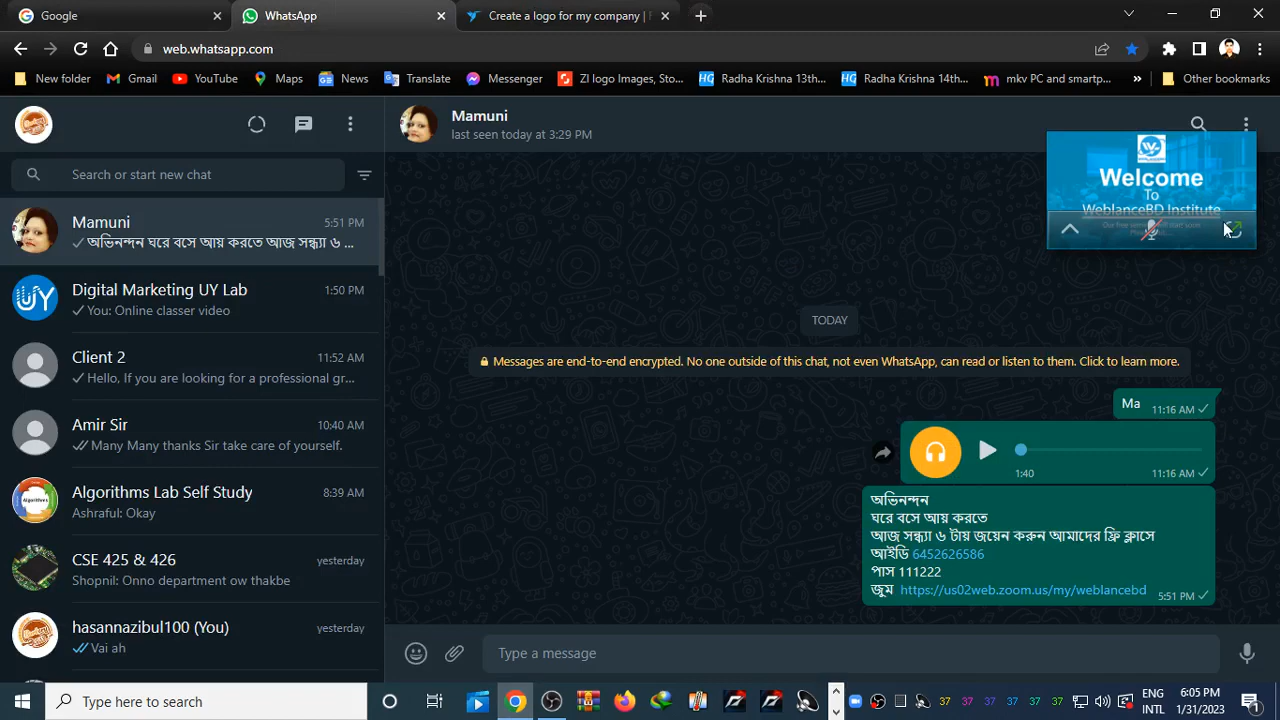 Google
WhatsApp
Create a logo for my company | F
web.whatsapp.com
New folder
Gmail
YouTube
Maps
News
Translate
Messenger
ZI logo Images, Sto...
Radha Krishna 13th...
Radha Krishna 14th...
mkv PC and smartp...
Other bookmarks
Search or start new chat
Mamuni
5:51 PM
অভিনন্দন ঘরে বসে আয় করতে আজ সন্ধ্যা ৬ ...
Digital Marketing UY Lab
1:50 PM
You: Online classer video
Client 2
11:52 AM
Hello, If you are looking for a professional gr...
Amir Sir
10:40 AM
Many Many thanks Sir take care of yourself.
Algorithms Lab Self Study
8:39 AM
Ashraful: Okay
CSE 425 & 426
yesterday
Shopnil: Onno department ow thakbe
hasannazibul100 (You)
yesterday
Vai ah
Mamuni
last seen today at 3:29 PM
Welcome
To
WeblanceBD Institute
TODAY
Messages are end-to-end encrypted. No one outside of this chat, not even WhatsApp, can read or listen to them. Click to learn more.
Ma
11:16 AM
1:40
11:16 AM
অভিনন্দন
ঘরে বসে আয় করতে
আজ সন্ধ্যা ৬ টায় জয়েন করুন আমাদের ফ্রি ক্লাসে
আইডি 6452626586
পাস 111222
জুম https://us02web.zoom.us/my/weblancebd
5:51 PM
Type a message
Type here to search
37
37
37
37
37
37
ENG
INTL
6:05 PM
1/31/2023